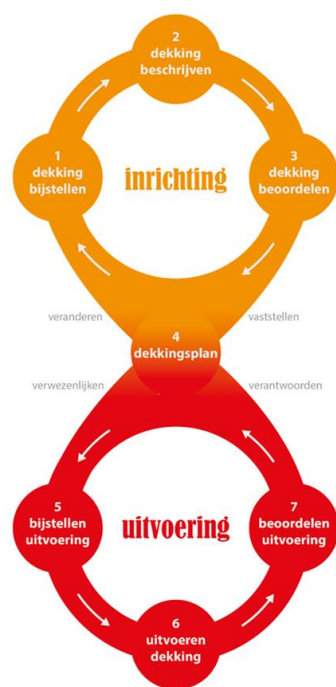 2
dekking
beschrijven
1
dekking
bijstellen
inrichting
3
dekking
beoordelen
veranderen
vaststellen
4
dekkingsplan
verwezenlijken
verantwoorden
5
bijstellen
uitvoering
uitvoering
7
beoordelen
uitvoering
6
uitvoeren
dekking